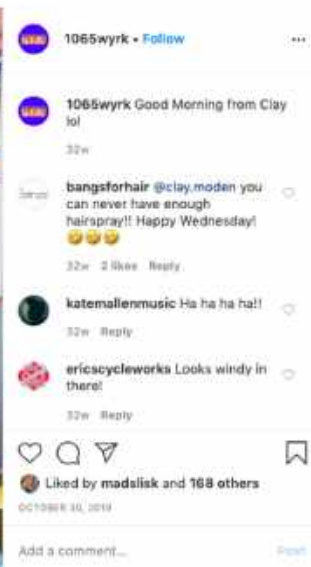 1065wyrk • Follow
1065wyrk Good Morning from Clay
lol
32w
bangsforhair @clay.moden you
can never have enough
hairspray!! Happy Wednesday!
🤣🤣🤣
32w 2 likes Reply
katemallenmusic Ha ha ha ha!!
32w Reply
ericscycleworks Looks windy in
there!
32w Reply
Liked by madslisk and 168 others
OCTOBER 30, 2019
Add a comment...
Post